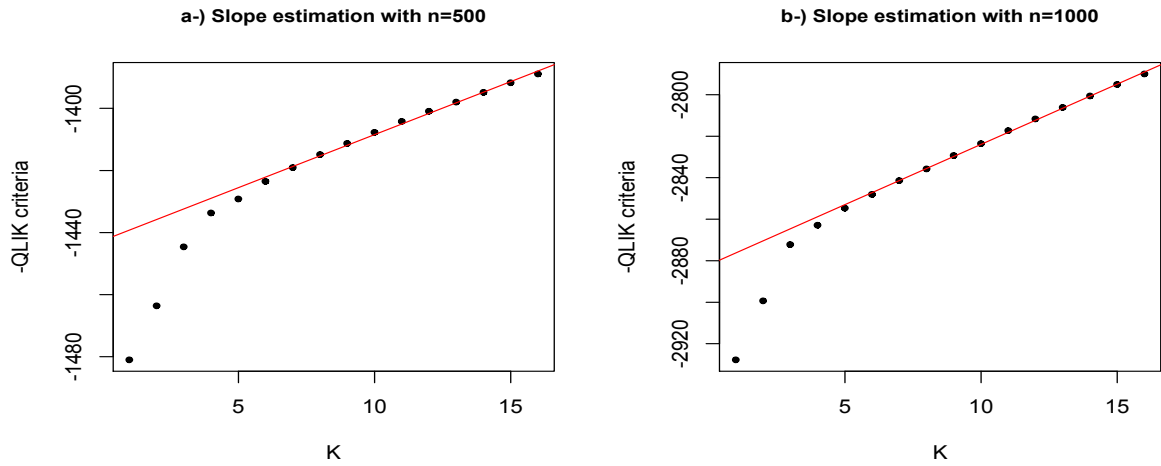 a-) Slope estimation with n=500
-QLIK criteria
-1400
-1440
-1480
5 10 15
K
b-) Slope estimation with n=1000
-QLIK criteria
-2800
-2840
-2880
-2920
5 10 15
K